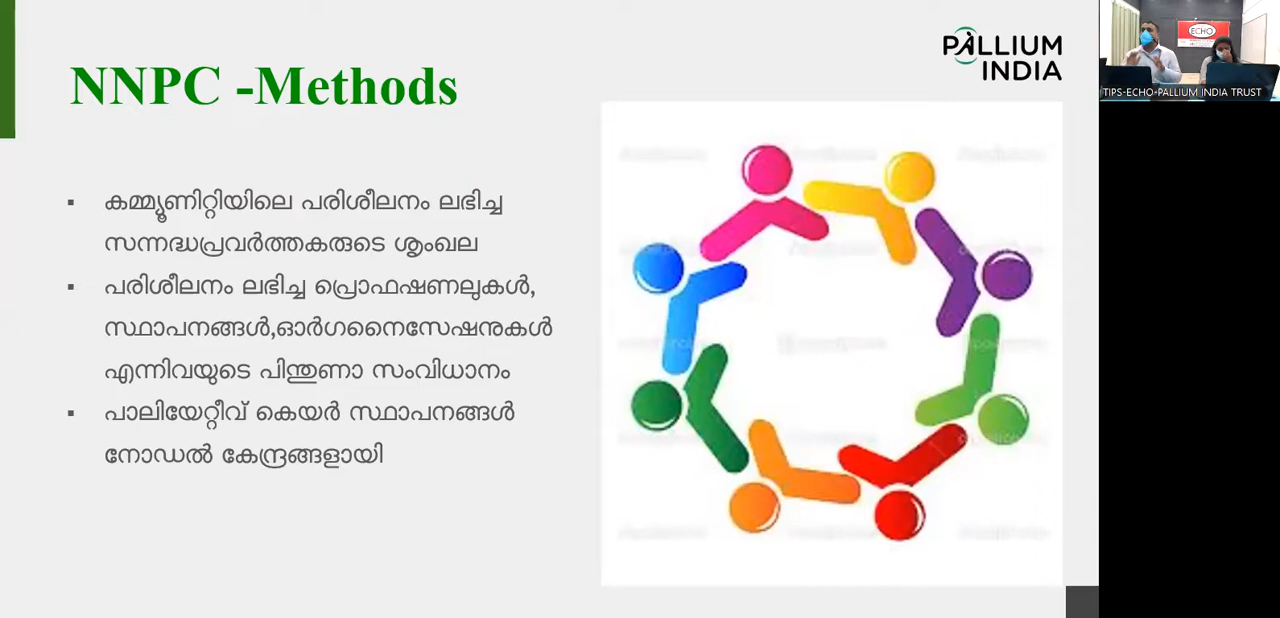 NNPC -Methods
PALLIUM
INDIA
ECHO
TIPS-ECHO-PALLIUM INDIA TRUST
കമ്മ്യൂണിറ്റിയിലെ പരിശീലനം ലഭിച്ച
സന്നദ്ധപ്രവർത്തകരുടെ ശൃംഖല
പരിശീലനം ലഭിച്ച പ്രൊഫഷണലുകൾ,
സ്ഥാപനങ്ങൾ,ഓർഗനൈസേഷനുകൾ
എന്നിവയുടെ പിന്തുണാ സംവിധാനം
പാലിയേറ്റീവ് കെയർ സ്ഥാപനങ്ങൾ
നോഡൽ കേന്ദ്രങ്ങളായി